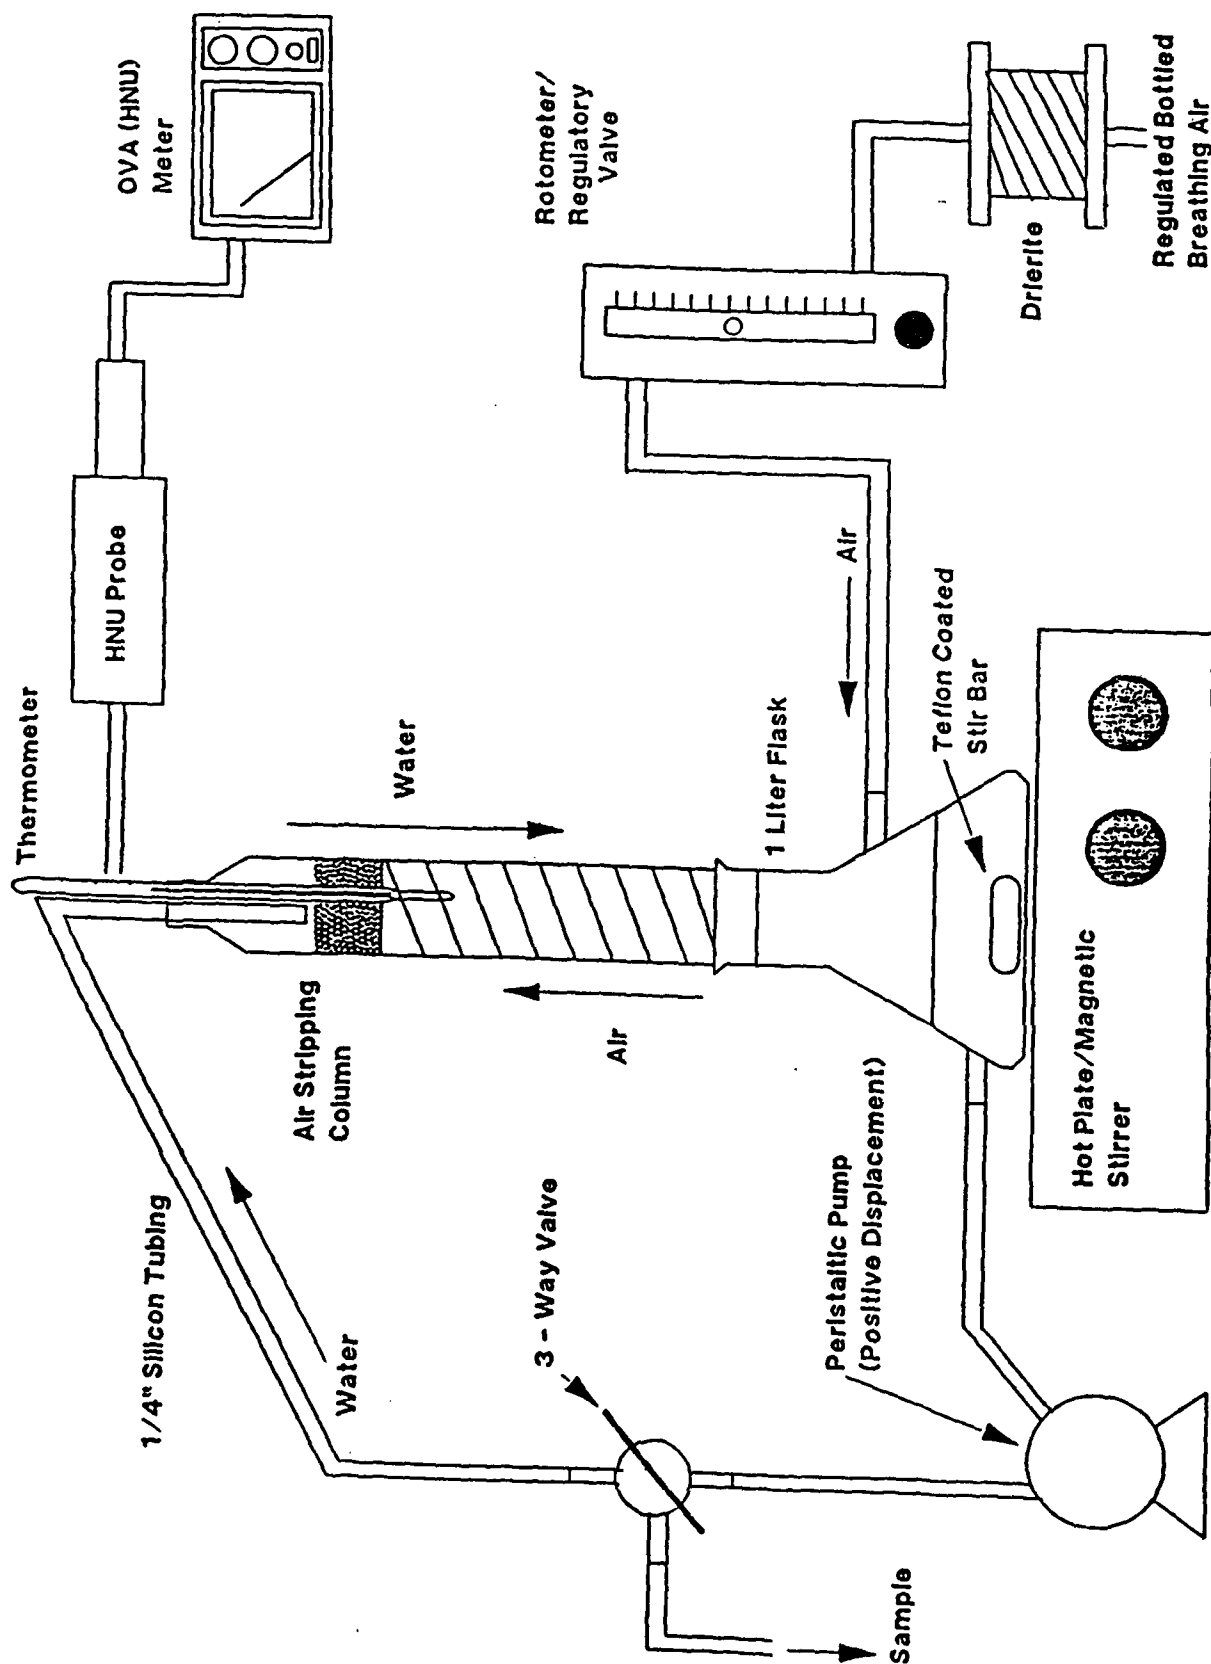 Thermometer
OVA (HNU)
Meter
HNU Probe
1/4" Silicon Tubing
Water
Air Stripping
Column
Water
Air
3 - Way Valve
Rotometer/
Regulatory
Valve
1 Liter Flask
Air
Sample
Peristaltic Pump
(Positive Displacement)
Teflon Coated
Stir Bar
Drierite
Hot Plate/Magnetic
Stirrer
Regulated Bottled
Breathing Air